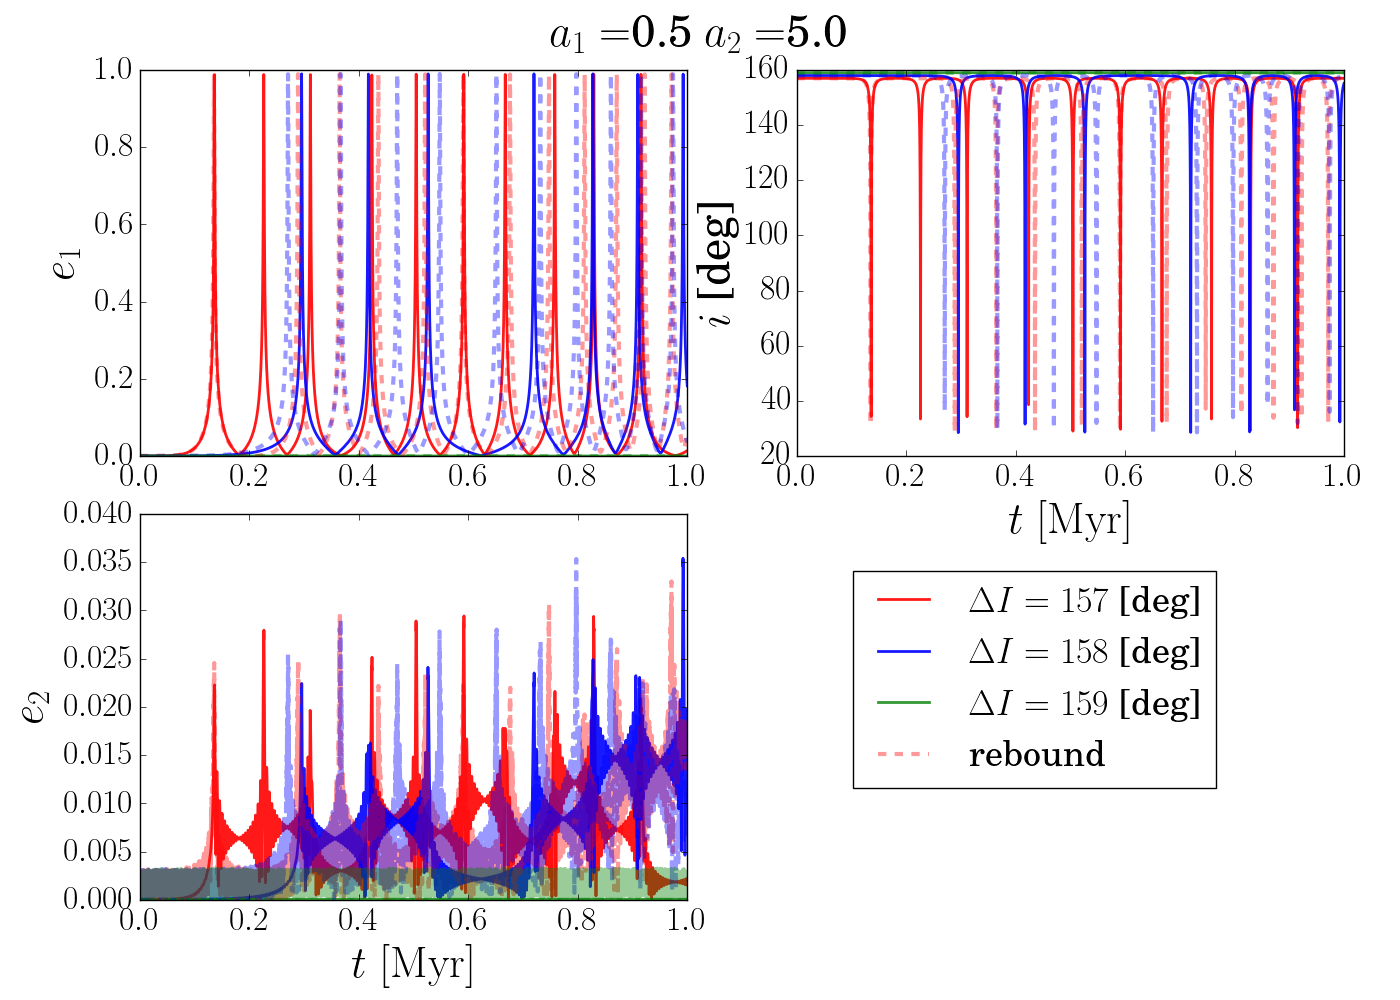 a₁ =0.5 a₂ =5.0
1.0
0.8
0.6
0.4
0.2
0.0
e₁
0.0 0.2 0.4 0.6 0.8 1.0
160
140
120
100
80
60
40
20
i [deg]
0.0 0.2 0.4 0.6 0.8 1.0
t [Myr]
0.040
0.035
0.030
0.025
0.020
0.015
0.010
0.005
0.000
e₂
0.0 0.2 0.4 0.6 0.8 1.0
t [Myr]
ΔI = 157 [deg]
ΔI = 158 [deg]
ΔI = 159 [deg]
rebound